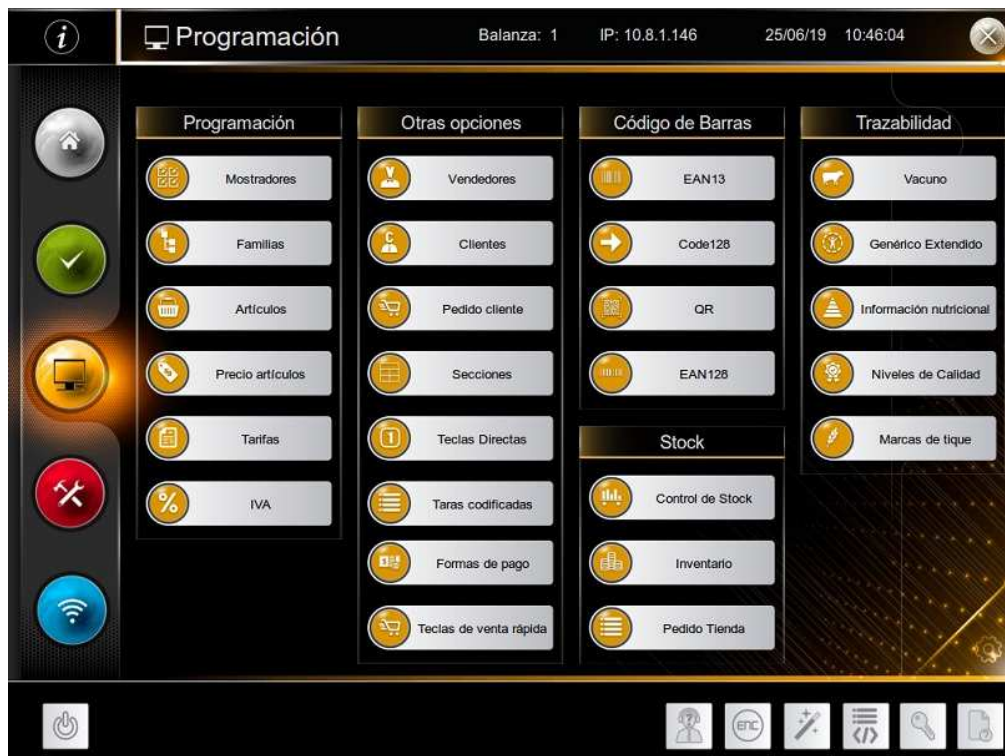 i
Programación
Balanza: 1
IP: 10.8.1.146
25/06/19 10:46:04
Programación
Mostradores
Familias
Artículos
Precio artículos
Tarifas
% IVA
Otras opciones
V Vendedores
C Clientes
Pedido cliente
Secciones
1 Teclas Directas
Taras codificadas
Formas de pago
Teclas de venta rápida
Código de Barras
EAN13
Code128
QR
EAN128
Stock
Control de Stock
Inventario
Pedido Tienda
Trazabilidad
Vacuno
Genérico Extendido
Información nutricional
Niveles de Calidad
Marcas de tique
? ENC </> ?